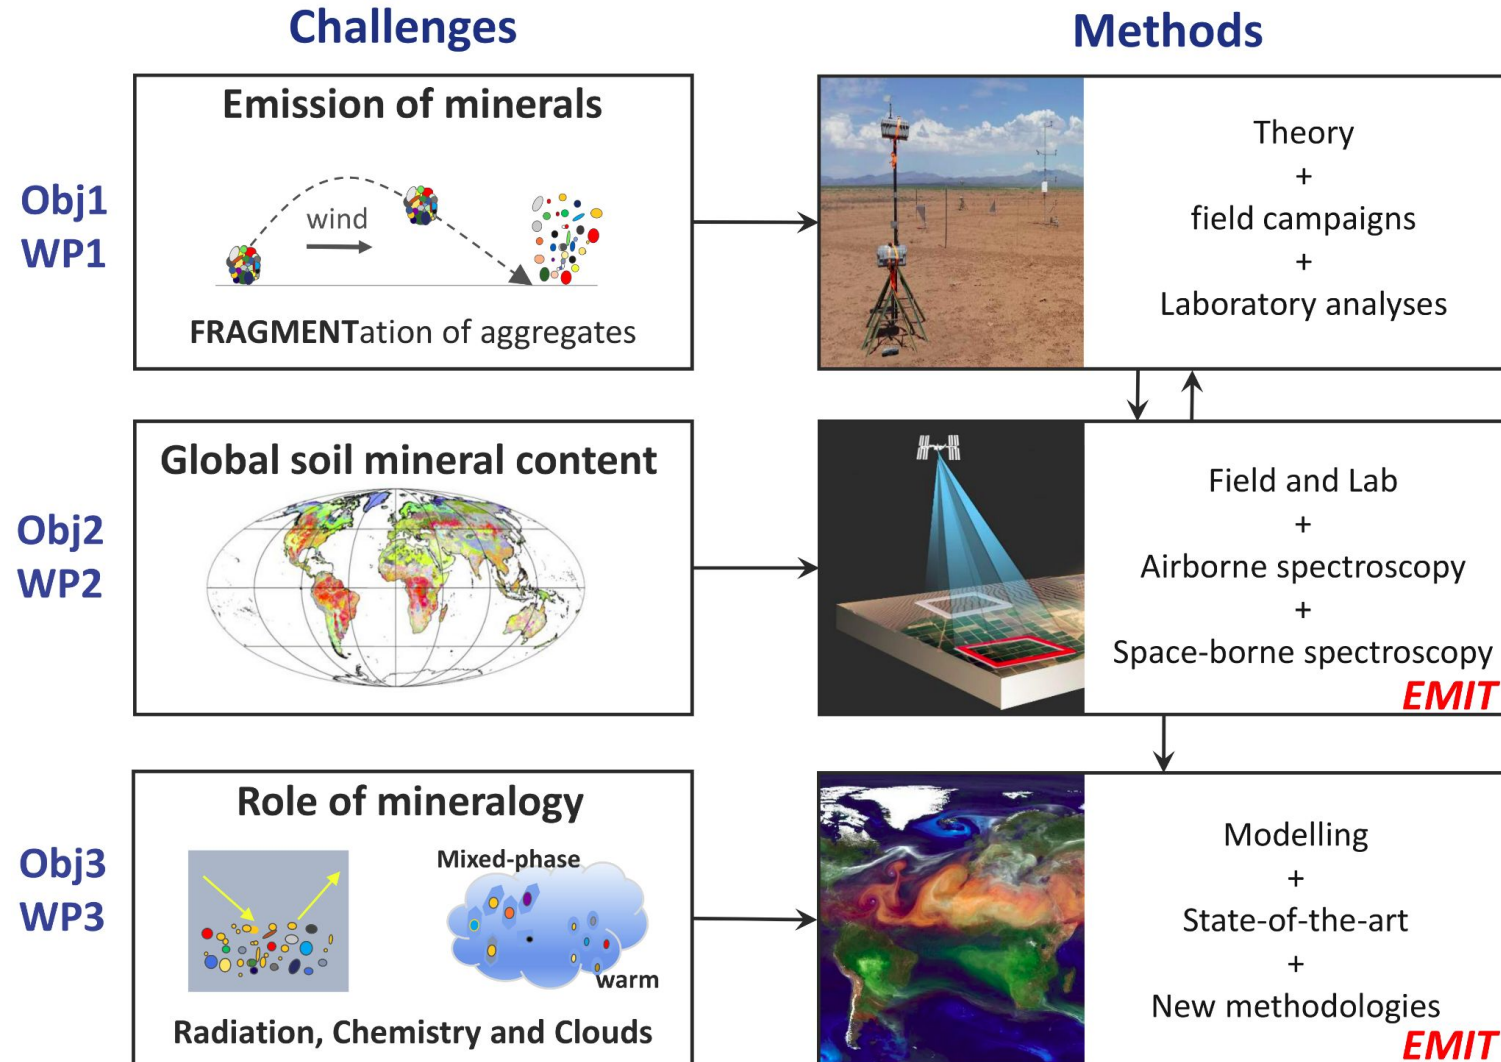 Challenges
Methods
Obj1
WP1
Emission of minerals
wind
FRAGMENTation of aggregates
Theory
+
field campaigns
+
Laboratory analyses
Obj2
WP2
Global soil mineral content
Field and Lab
+
Airborne spectroscopy
+
Space-borne spectroscopy
EMIT
Obj3
WP3
Role of mineralogy
Mixed-phase
warm
Radiation, Chemistry and Clouds
Modelling
+
State-of-the-art
+
New methodologies
EMIT